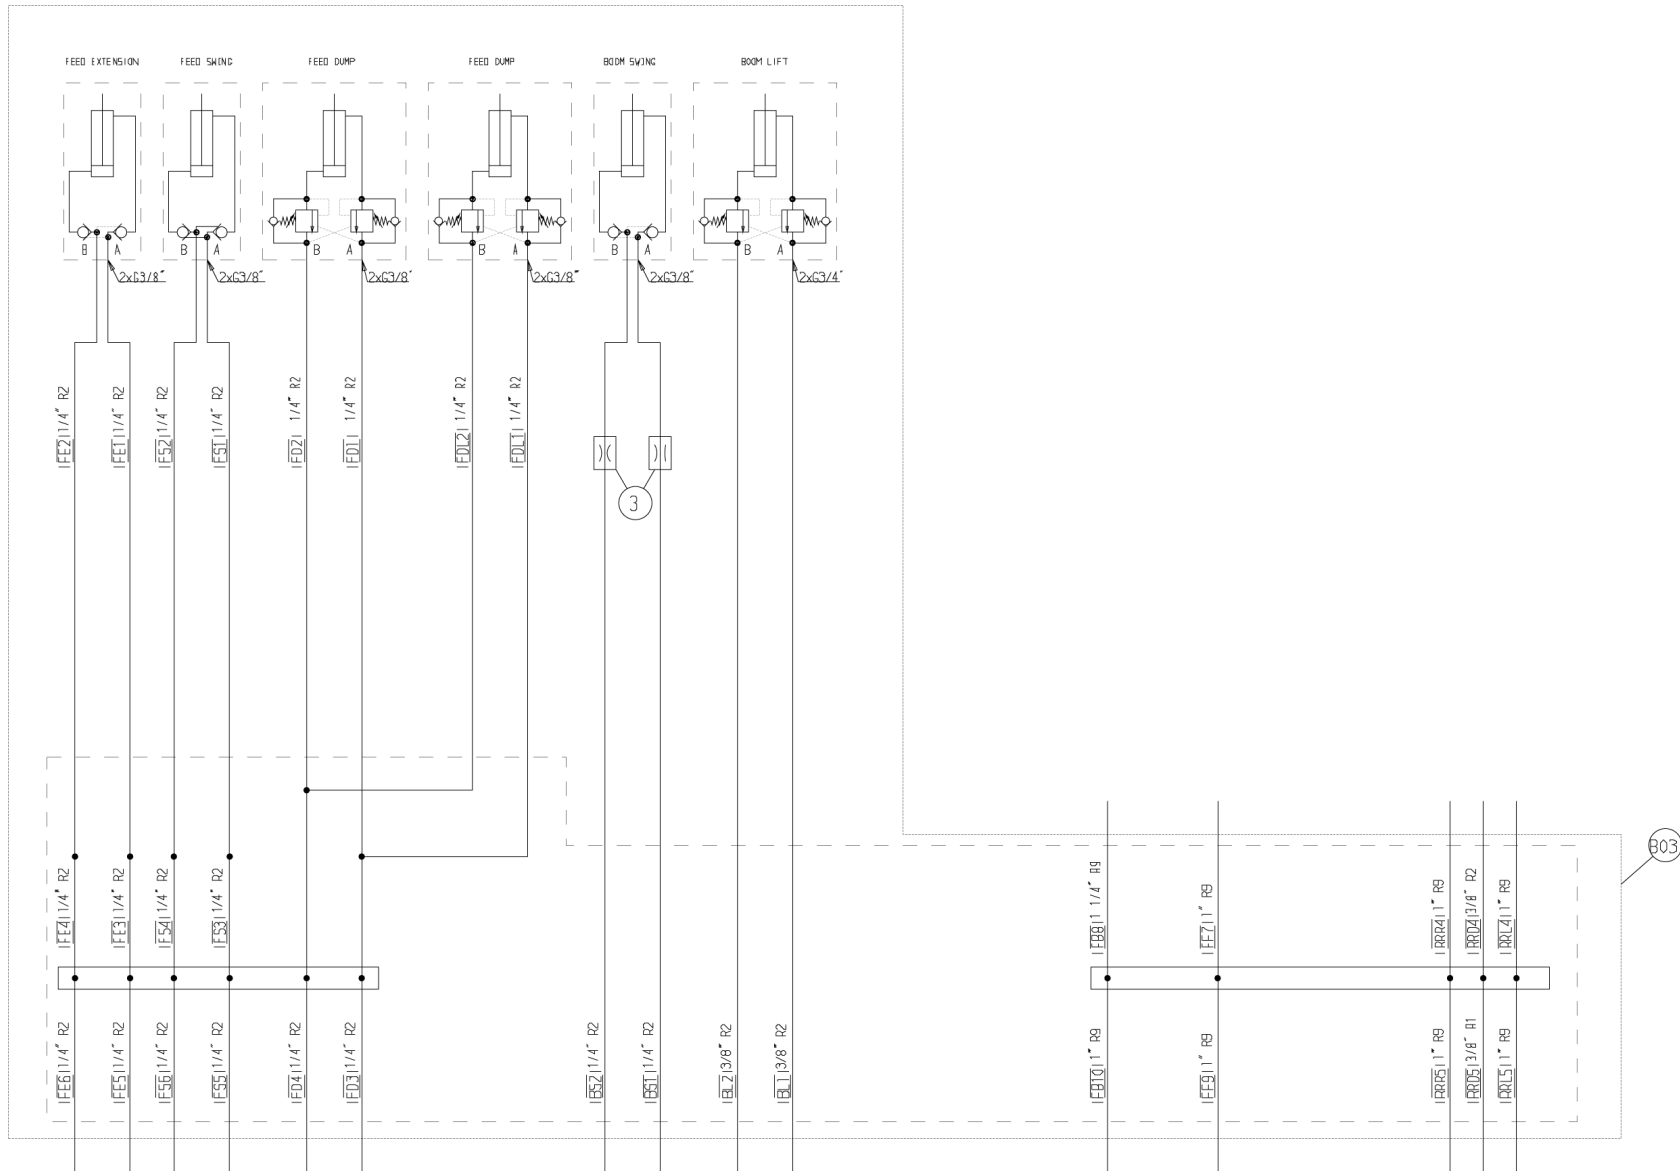 FEED EXTENSION
FEED SWING
FEED DUMP
FEED DUMP
BOOM SWING
BOOM LIFT
B A
B A
B A
B A
B A
B A
2xG3/8"
2xG3/8"
2xG3/8"
2xG3/8"
2xG3/8"
2xG3/4"
FE2 1/4" R2
FE1 1/4" R2
FS2 1/4" R2
FS1 1/4" R2
FD2 1/4" R2
FD1 1/4" R2
FDL2 1/4" R2
FDL1 1/4" R2
3
B03
FE4 1/4" R2
FE3 1/4" R2
FS4 1/4" R2
FS3 1/4" R2
FB8 1 1/4" R9
FF7 1" R9
RRR4 1" R9
RRD4 3/8" R2
RRL4 1" R9
FE6 1/4" R2
FE5 1/4" R2
FS6 1/4" R2
FS5 1/4" R2
FD4 1/4" R2
FD3 1/4" R2
BS2 1/4" R2
BS1 1/4" R2
BL2 3/8" R2
BL1 3/8" R2
FB10 1" R9
FF9 1" R9
RRR5 1" R9
RRD5 3/8" R1
RRL5 1" R9